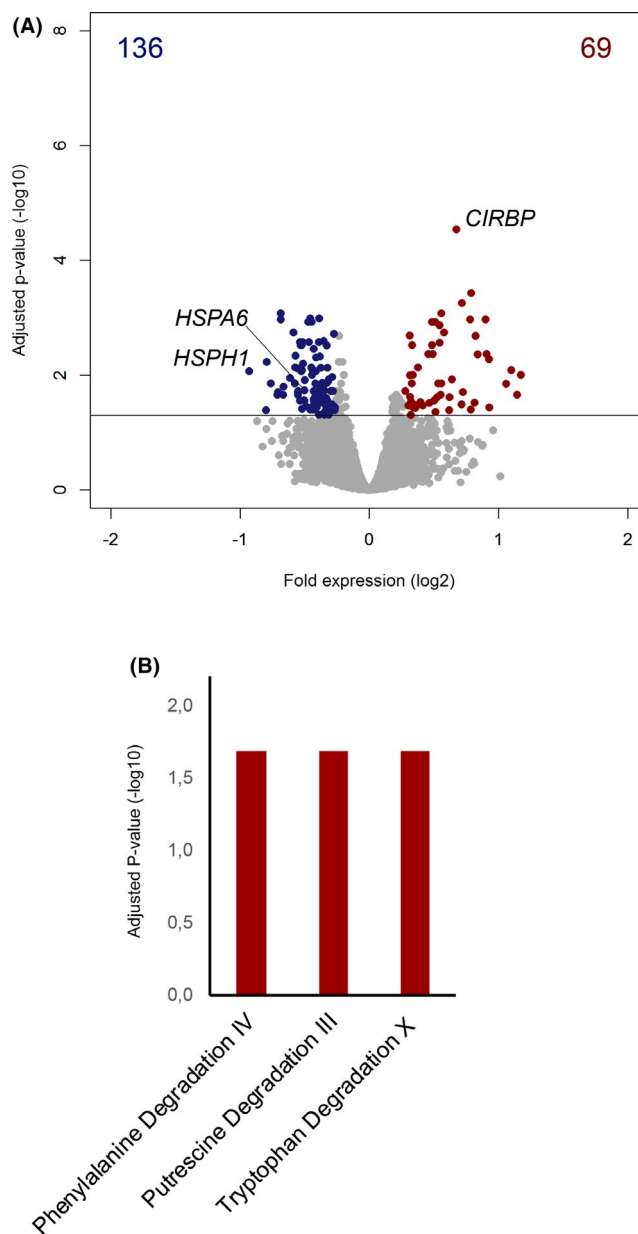 (A)
136
69
8
6
4
2
0
Adjusted p-value (-log10)
CIRBP
HSPA6
HSPH1
-2
-1
0
1
2
Fold expression (log2)
(B)
2,0
1,5
1,0
0,5
0,0
Adjusted P-value (-log10)
Phenylalanine Degradation IV
Putrescine Degradation III
Tryptophan Degradation X